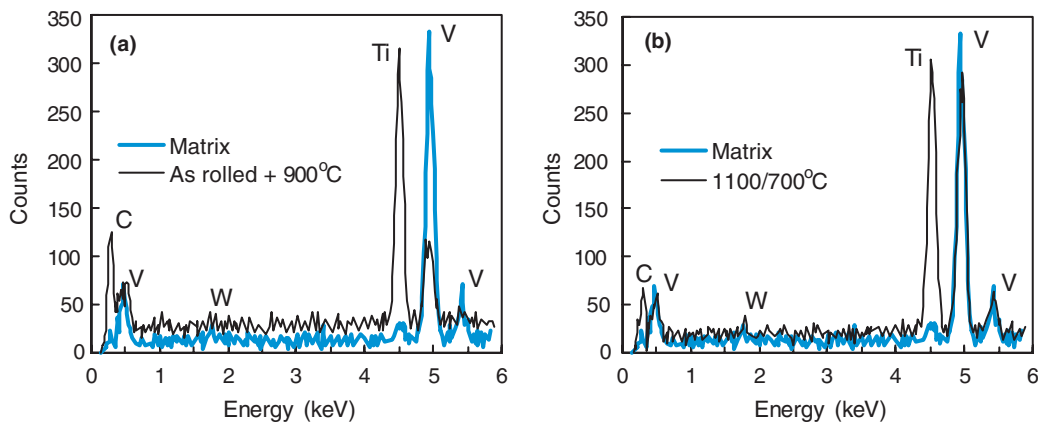 350
300
250
200
150
100
50
0
Counts
(a)
Matrix
As rolled + 900°C
C
V
W
Ti
V
V
0 1 2 3 4 5 6
Energy (keV)
350
300
250
200
150
100
50
0
Counts
(b)
Matrix
1100/700°C
C
V
W
Ti
V
V
0 1 2 3 4 5 6
Energy (keV)